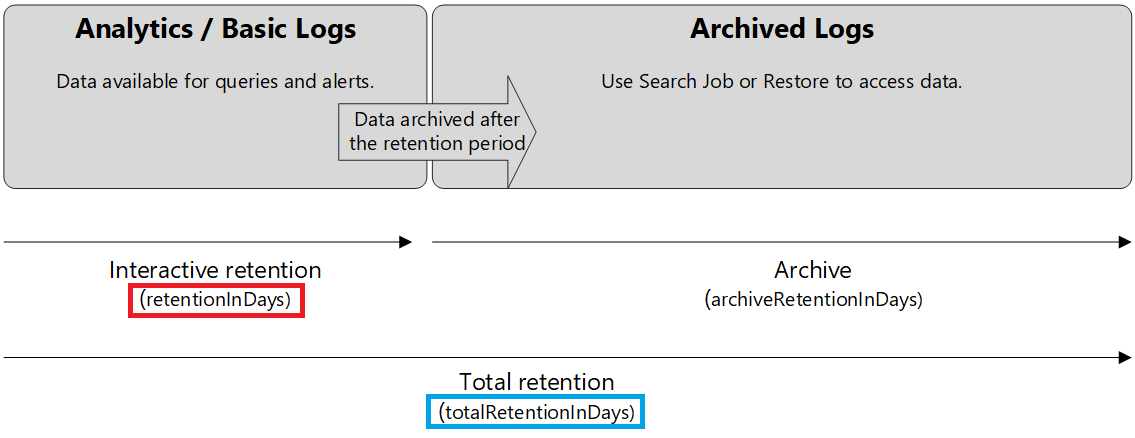 Analytics / Basic Logs
Data available for queries and alerts.
Archived Logs
Use Search Job or Restore to access data.
Data archived after
the retention period
Interactive retention
(retentionInDays)
Archive
(archiveRetentionInDays)
Total retention
(totalRetentionInDays)